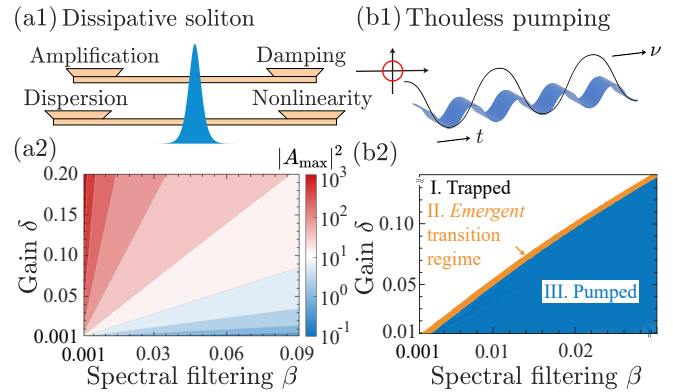 (a1) Dissipative soliton
Amplification
Damping
Dispersion
Nonlinearity
(b1) Thouless pumping
ν
t
(a2)
|A_max|^2
0.20
0.15
0.10
0.05
0.001
Gain δ
0.001
0.03
0.06
0.09
Spectral filtering β
10^3
10^2
10^1
10^0
10^-1
(b2)
I. Trapped
II. Emergent
transition
regime
III. Pumped
0.10
0.05
0.01
Gain δ
0.001
0.01
0.02
Spectral filtering β